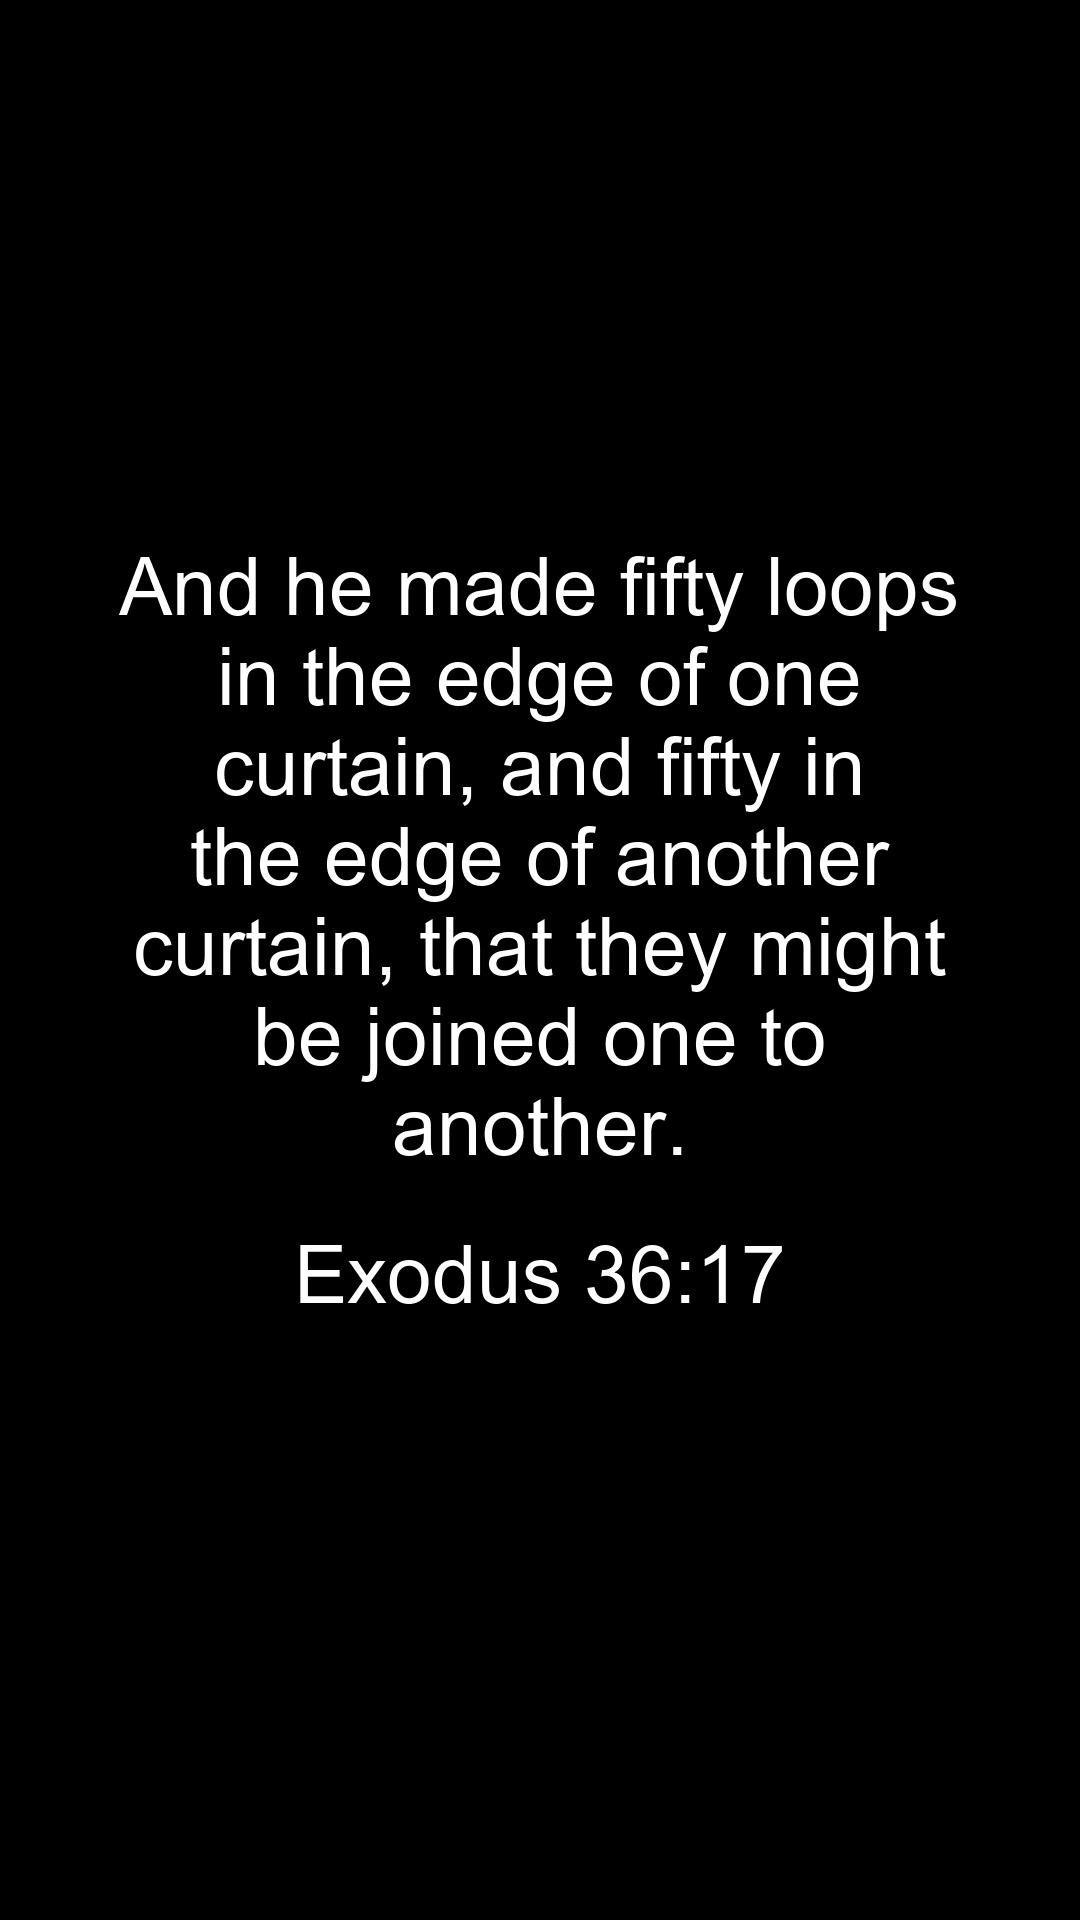 And he made fifty loops
in the edge of one
curtain, and fifty in
the edge of another
curtain, that they might
be joined one to
another.
Exodus 36:17